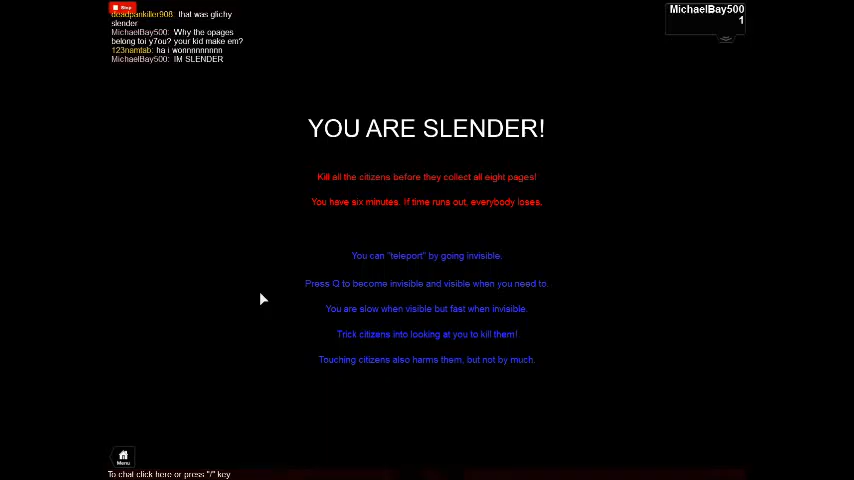 Stop
deadpankiller908: that was glichy
slender
MichaelBay500: Why the opages
belong toi y7ou? your kid make em?
123namtab: ha i wonnnnnnnnn
MichaelBay500: IM SLENDER
MichaelBay500
1
YOU ARE SLENDER!
Kill all the citizens before they collect all eight pages!
You have six minutes. If time runs out, everybody loses.
You can "teleport" by going invisible.
Press Q to become invisible and visible when you need to.
You are slow when visible but fast when invisible.
Trick citizens into looking at you to kill them!
Touching citizens also harms them, but not by much.
Menu
To chat click here or press "/" key